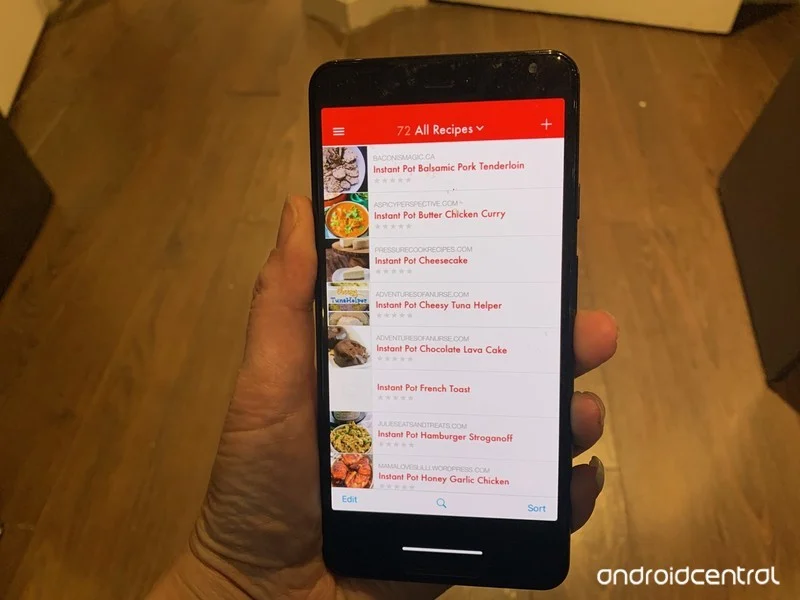 72 All Recipes
BACONISMAGIC.CA
Instant Pot Balsamic Pork Tenderloin
ASPICYPERSPECTIVE.COM
Instant Pot Butter Chicken Curry
PRESSURECOOKRECIPES.COM
Instant Pot Cheesecake
ADVENTURESOFANURSE.COM
Instant Pot Cheesy Tuna Helper
TunaHelper
ADVENTURESOFANURSE.COM
Instant Pot Chocolate Lava Cake
Instant Pot French Toast
JULIESEATSANDTREATS.COM
Instant Pot Hamburger Stroganoff
MAMALOVESLILLI.WORDPRESS.COM
Instant Pot Honey Garlic Chicken
Edit
Sort
androidcentral